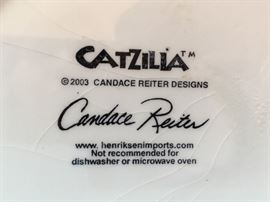 CATZILLA™
© 2003 CANDACE REITER DESIGNS
Candace Reiter
www.henriksenimports.com
Not recommended for
dishwasher or microwave oven